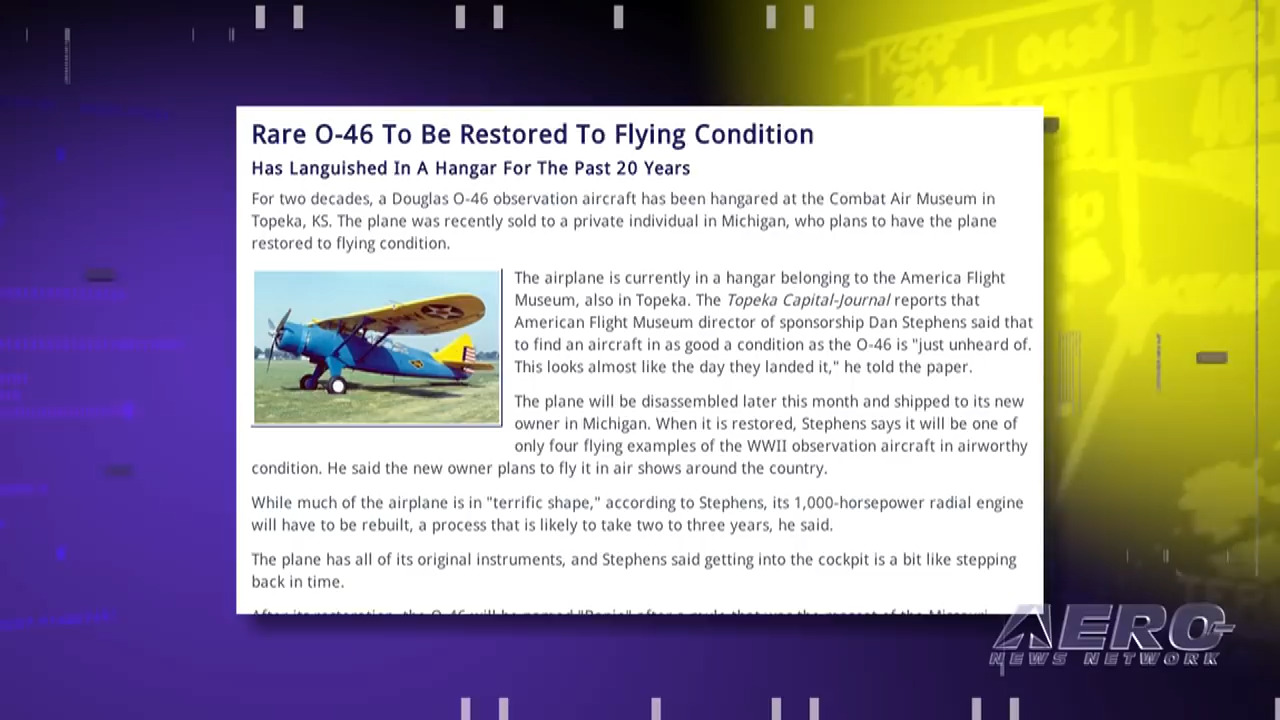 Rare O-46 To Be Restored To Flying Condition
Has Languished In A Hangar For The Past 20 Years
For two decades, a Douglas O-46 observation aircraft has been hangared at the Combat Air Museum in
Topeka, KS. The plane was recently sold to a private individual in Michigan, who plans to have the plane
restored to flying condition.
The airplane is currently in a hangar belonging to the America Flight
Museum, also in Topeka. The Topeka Capital-Journal reports that
American Flight Museum director of sponsorship Dan Stephens said that
to find an aircraft in as good a condition as the O-46 is "just unheard of.
This looks almost like the day they landed it," he told the paper.
The plane will be disassembled later this month and shipped to its new
owner in Michigan. When it is restored, Stephens says it will be one of
only four flying examples of the WWII observation aircraft in airworthy
condition. He said the new owner plans to fly it in air shows around the country.
While much of the airplane is in "terrific shape," according to Stephens, its 1,000-horsepower radial engine
will have to be rebuilt, a process that is likely to take two to three years, he said.
The plane has all of its original instruments, and Stephens said getting into the cockpit is a bit like stepping
back in time.
AERO
NEWS NETWORK